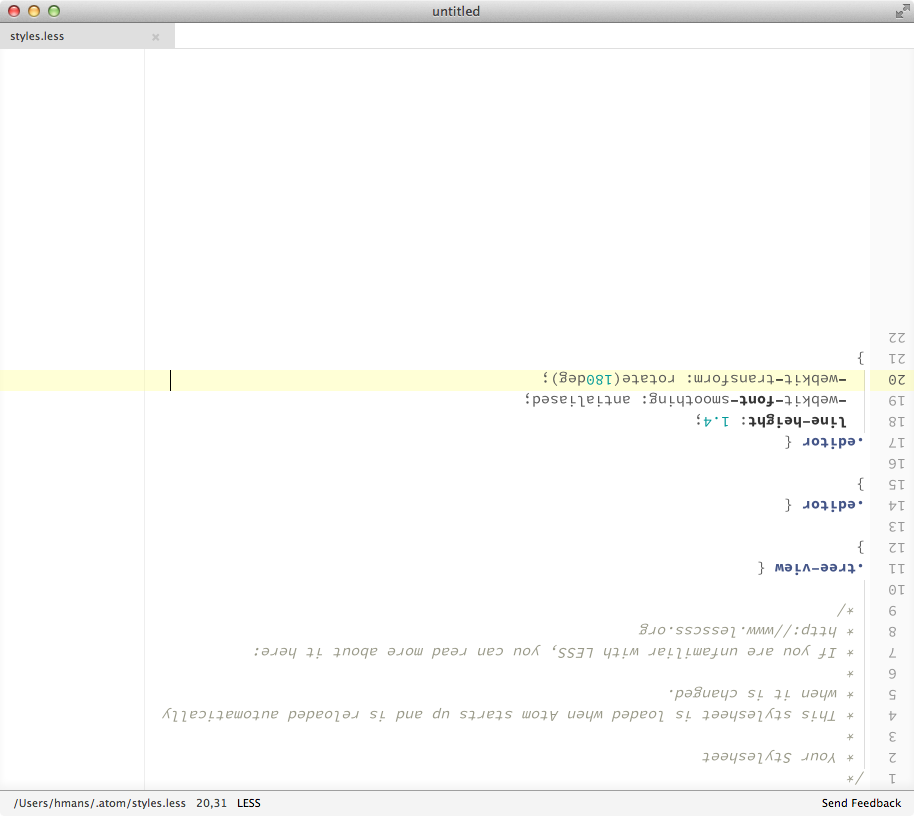 untitled
styles.less
1 /*
2 * Your Stylesheet
3 *
4 * This stylesheet is loaded when Atom starts up and is reloaded automatically
5 * when it is changed.
6 *
7 * If you are unfamiliar with LESS, you can read more about it here:
8 * http://www.lesscss.org
9 */
10
11 .tree-view {
12 }
13
14 .editor {
15 }
16
17 .editor {
18 line-height: 1.4;
19 -webkit-font-smoothing: antialiased;
20 -webkit-transform: rotate(180deg);
21 }
22
/Users/hmans/.atom/styles.less 20,31 LESS Send Feedback